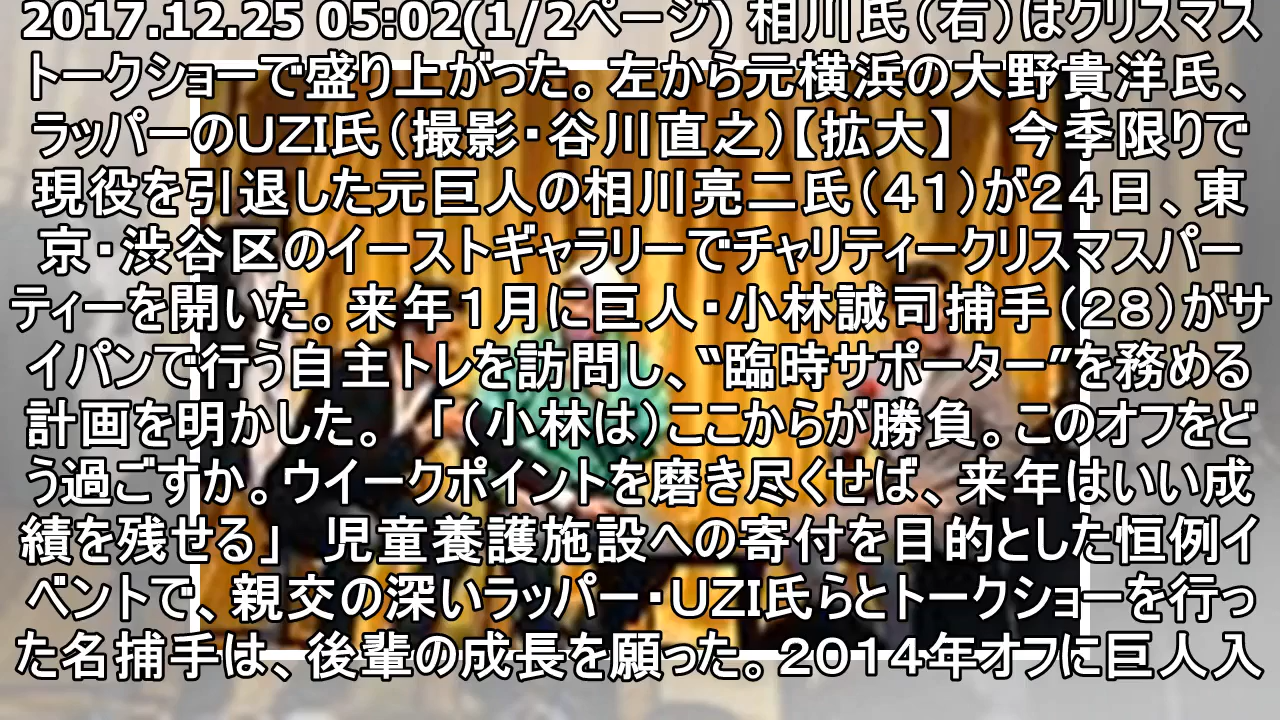 2017.12.25 05:02(1/2ページ) 相川氏（右）はクリスマス
トークショーで盛り上がった。左から元横浜の大野貴洋氏、
ラッパーのＵＺＩ氏（撮影・谷川直之）【拡大】　今季限りで
現役を引退した元巨人の相川亮二氏（４１）が２４日、東
京・渋谷区のイーストギャラリーでチャリティークリスマスパー
ティーを開いた。来年１月に巨人・小林誠司捕手（２８）がサ
イパンで行う自主トレを訪問し、〝臨時サポーター″を務める
計画を明かした。　「（小林は）ここからが勝負。このオフをど
う過ごすか。ウイークポイントを磨き尽くせば、来年はいい成
績を残せる」　児童養護施設への寄付を目的とした恒例イ
ベントで、親交の深いラッパー・ＵＺＩ氏らとトークショーを行っ
た名捕手は、後輩の成長を願った。２０１４年オフに巨人入